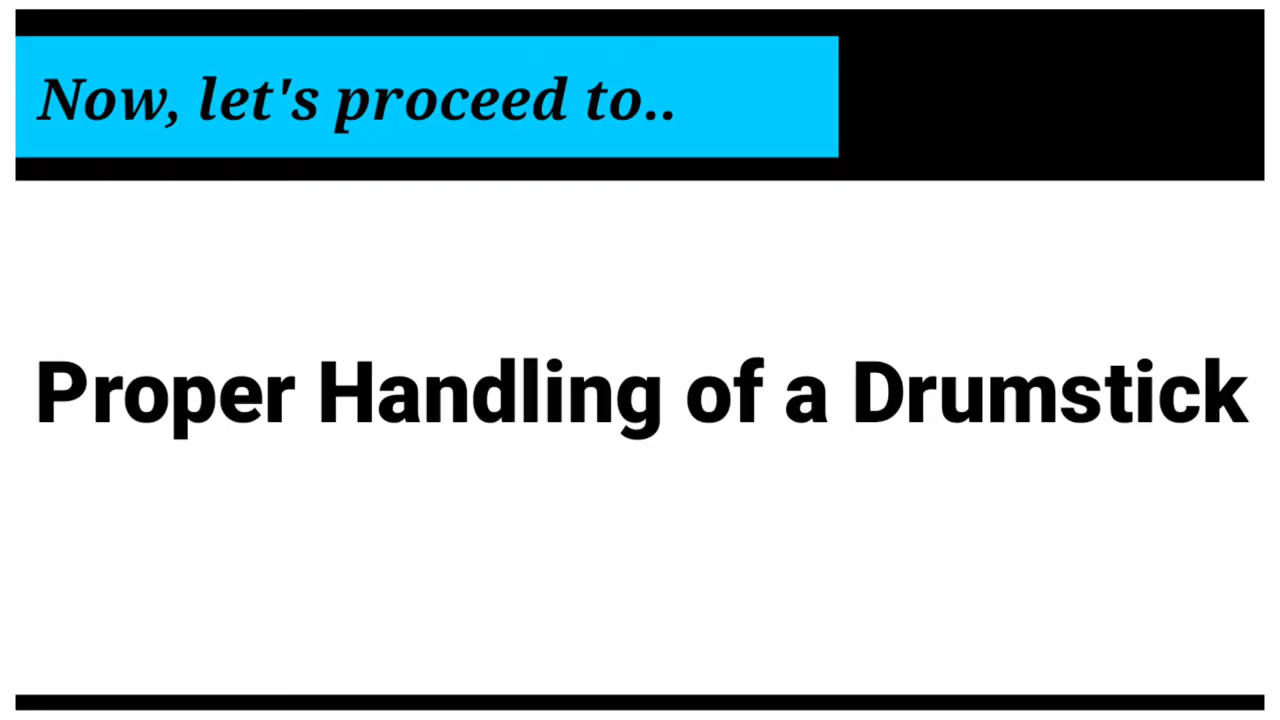 Now, let's proceed to..
Proper Handling of a Drumstick